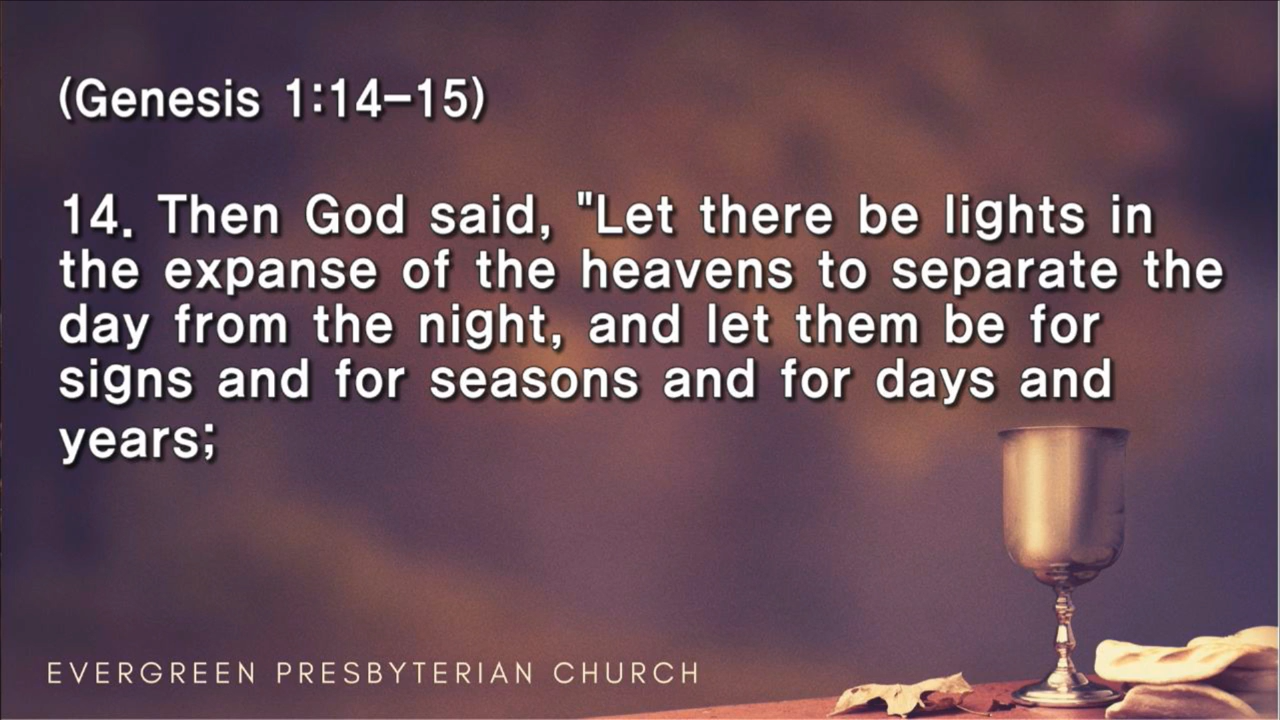 (Genesis 1:14-15)
14. Then God said, "Let there be lights in
the expanse of the heavens to separate the
day from the night, and let them be for
signs and for seasons and for days and
years;
EVERGREEN PRESBYTERIAN CHURCH